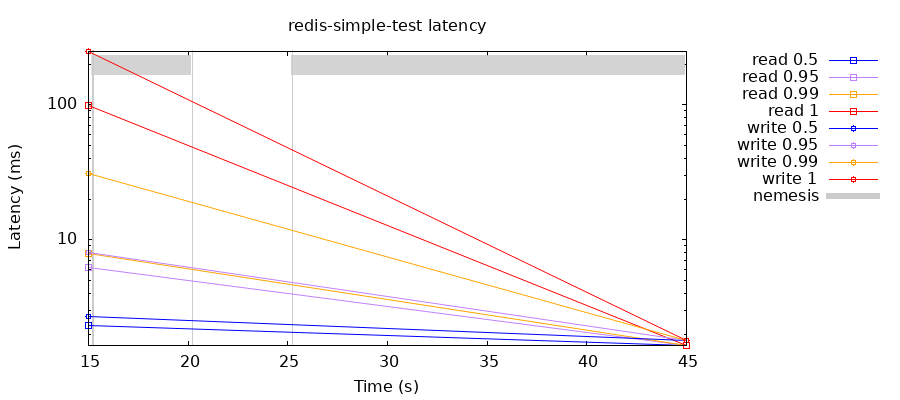 redis-simple-test latency
read 0.5
read 0.95
read 0.99
read 1
write 0.5
write 0.95
write 0.99
write 1
nemesis
Latency (ms)
100
10
15 20 25 30 35 40 45
Time (s)